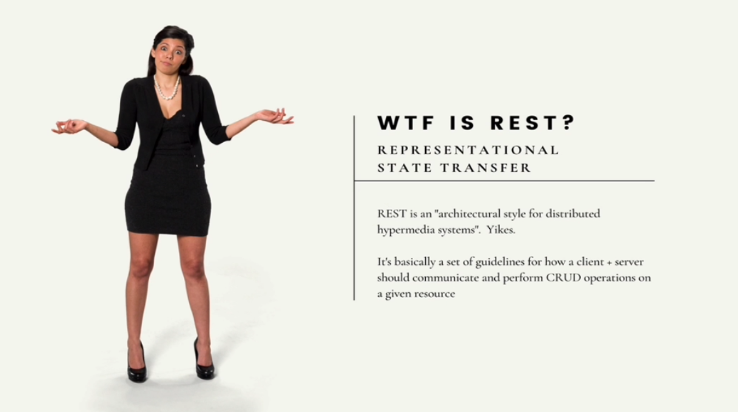 WTF IS REST?
REPRESENTATIONAL
STATE TRANSFER
REST is an "architectural style for distributed
hypermedia systems". Yikes.
It's basically a set of guidelines for how a client + server
should communicate and perform CRUD operations on
a given resource